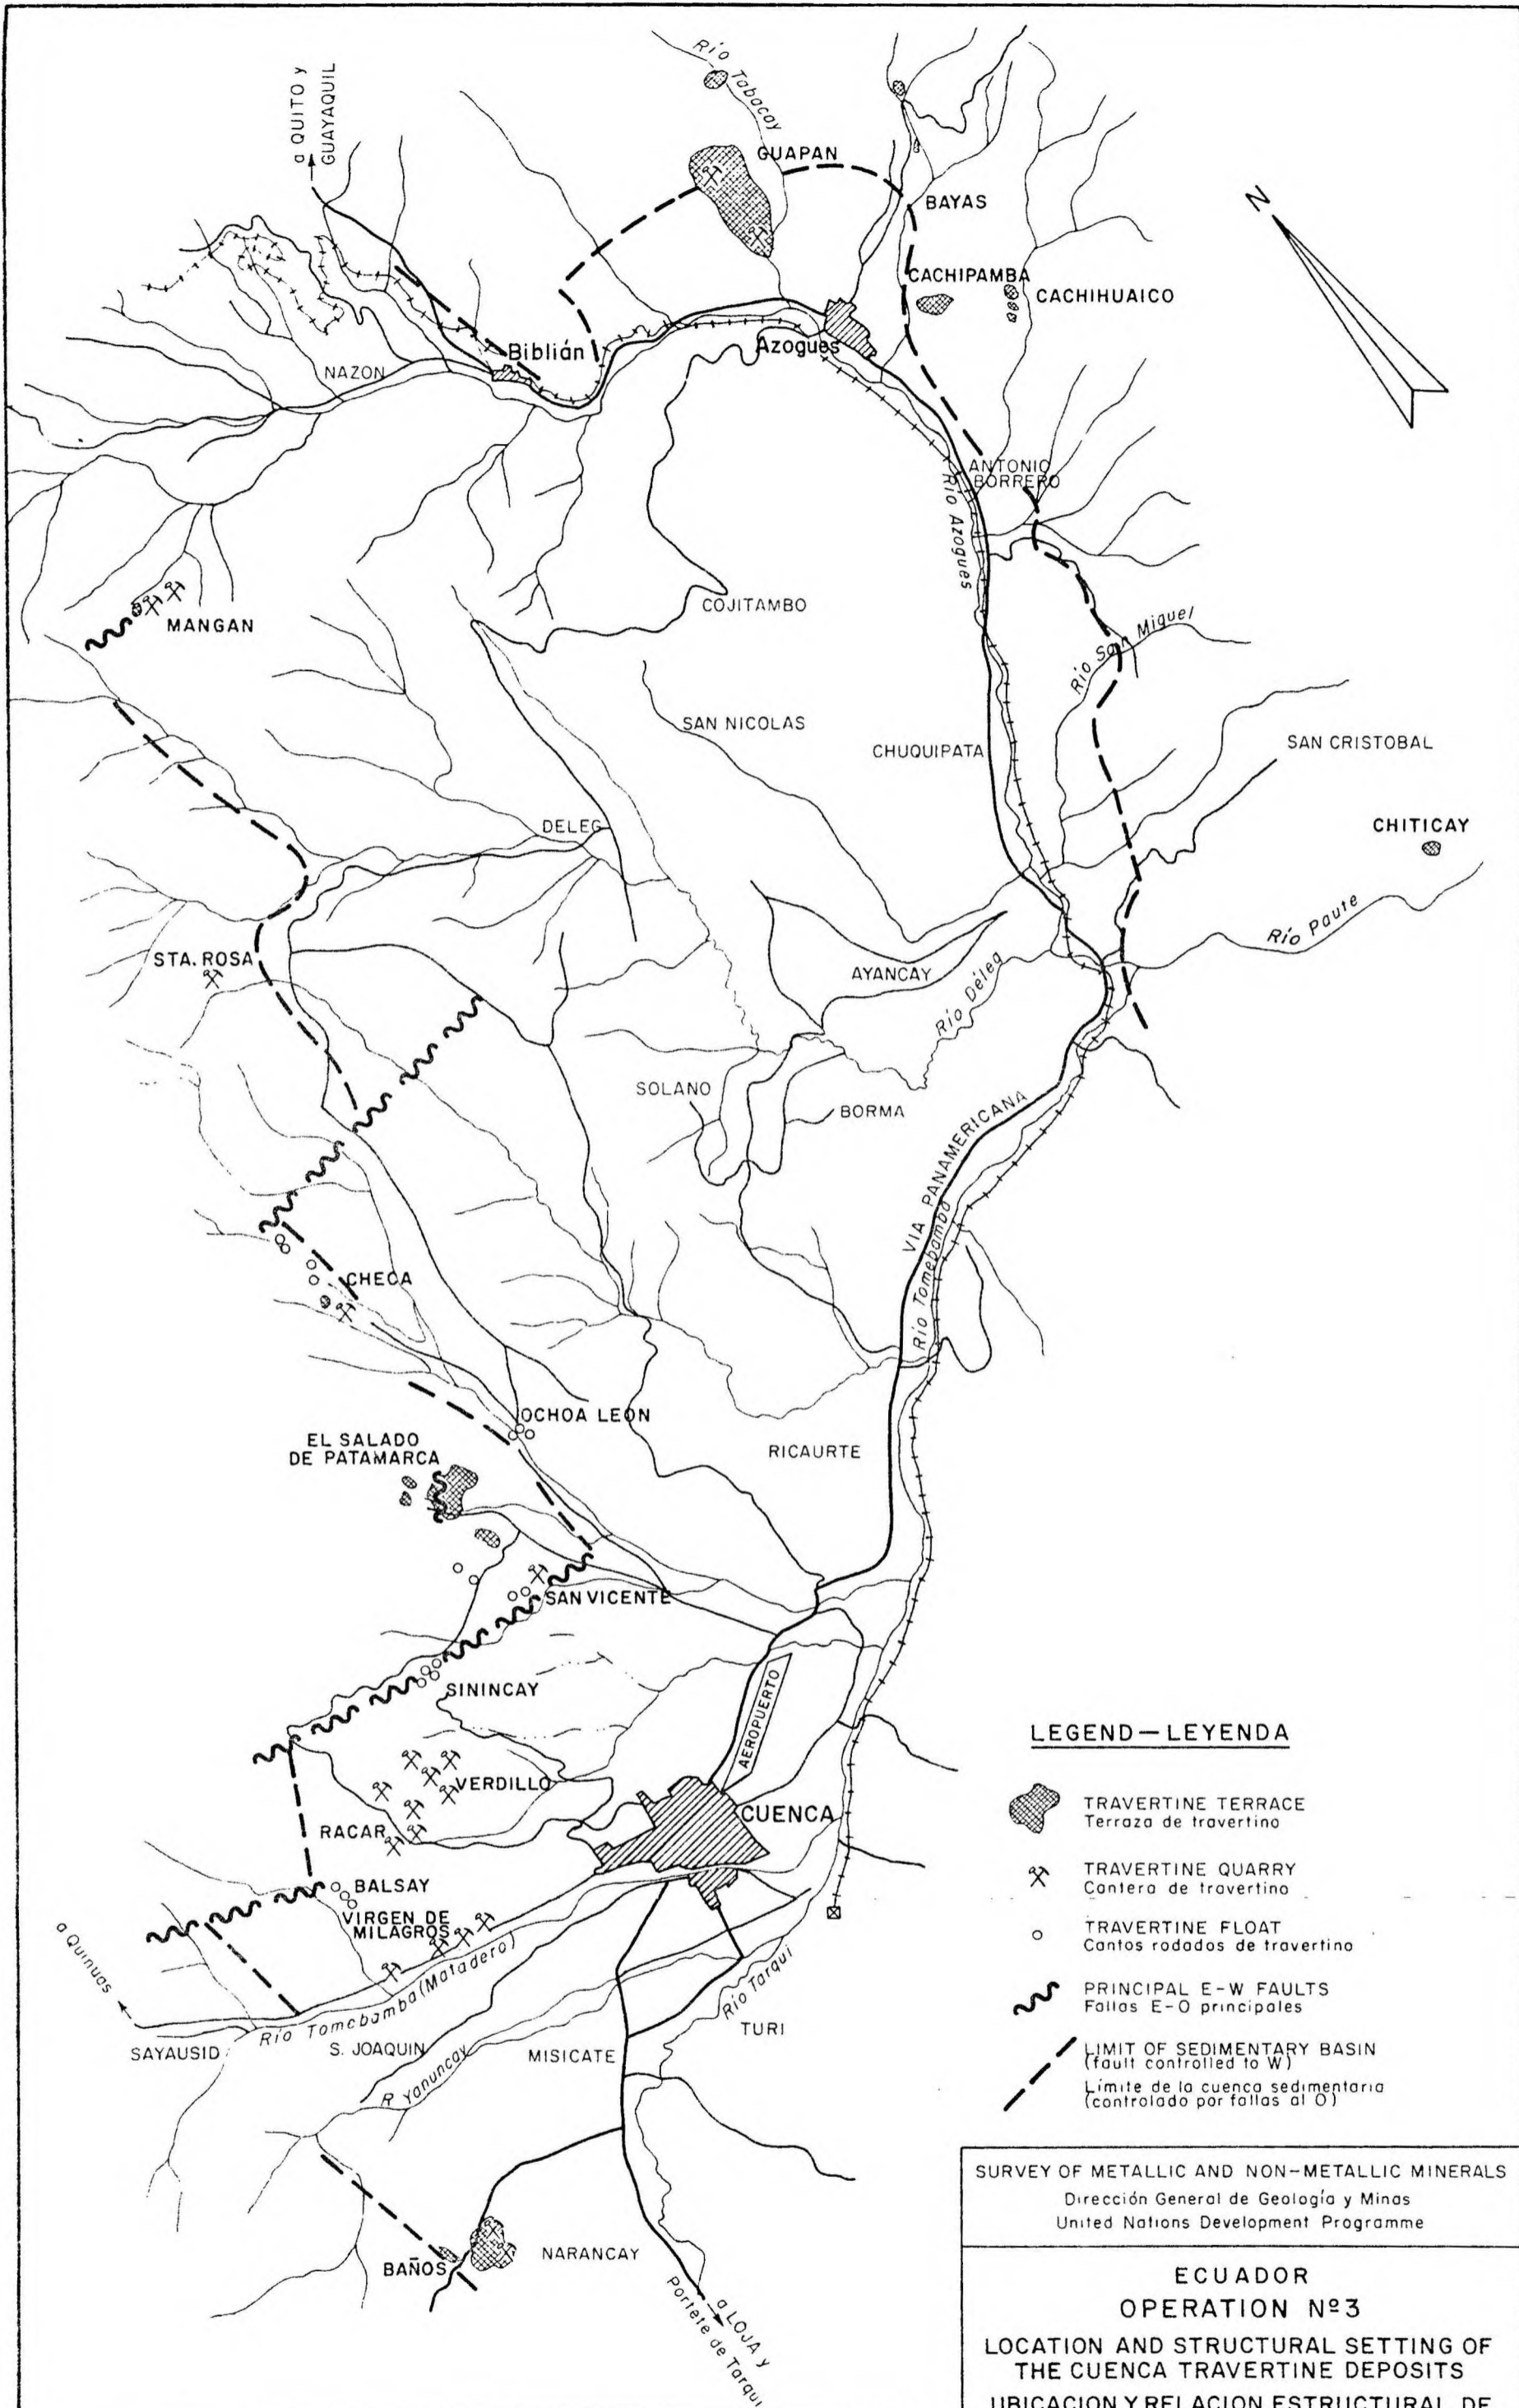 a QUITO y
GUAYAQUIL
Río Tabacay
GUAPAN
BAYAS
N
CACHIPAMBA
CACHIHUAICO
Biblián
Azogues
NAZON
ANTONIO
BORRERO
Río Azogues
MANGAN
COJITAMBO
Río San Miguel
SAN NICOLAS
CHUQUIPATA
SAN CRISTOBAL
DELEG
CHITICAY
STA. ROSA
AYANCAY
Río Déleg
Río Paute
SOLANO
BORMA
VIA PANAMERICANA
Río Tomebamba
CHECA
OCHOA LEON
EL SALADO
DE PATAMARCA
RICAURTE
SAN VICENTE
SININCAY
AEROPUERTO
VERDILLO
CUENCA
RACAR
BALSAY
VIRGEN DE
MILAGROS
a Quinuas
Río Tomebamba (Matadero)
Río Tarqui
TURI
SAYAUSID
S. JOAQUIN
MISICATE
R Yanuncay
BAÑOS
NARANCAY
a LOJA y
Portete de Tarqui
LEGEND — LEYENDA
TRAVERTINE TERRACE
Terraza de travertino
TRAVERTINE QUARRY
Cantera de travertino
TRAVERTINE FLOAT
Cantos rodados de travertino
PRINCIPAL E-W FAULTS
Fallas E-O principales
LIMIT OF SEDIMENTARY BASIN
(fault controlled to W)
Límite de la cuenca sedimentaria
(controlado por fallas al O)
SURVEY OF METALLIC AND NON-METALLIC MINERALS
Dirección General de Geología y Minas
United Nations Development Programme
ECUADOR
OPERATION Nº3
LOCATION AND STRUCTURAL SETTING OF
THE CUENCA TRAVERTINE DEPOSITS
UBICACION Y RELACION ESTRUCTURAL DE